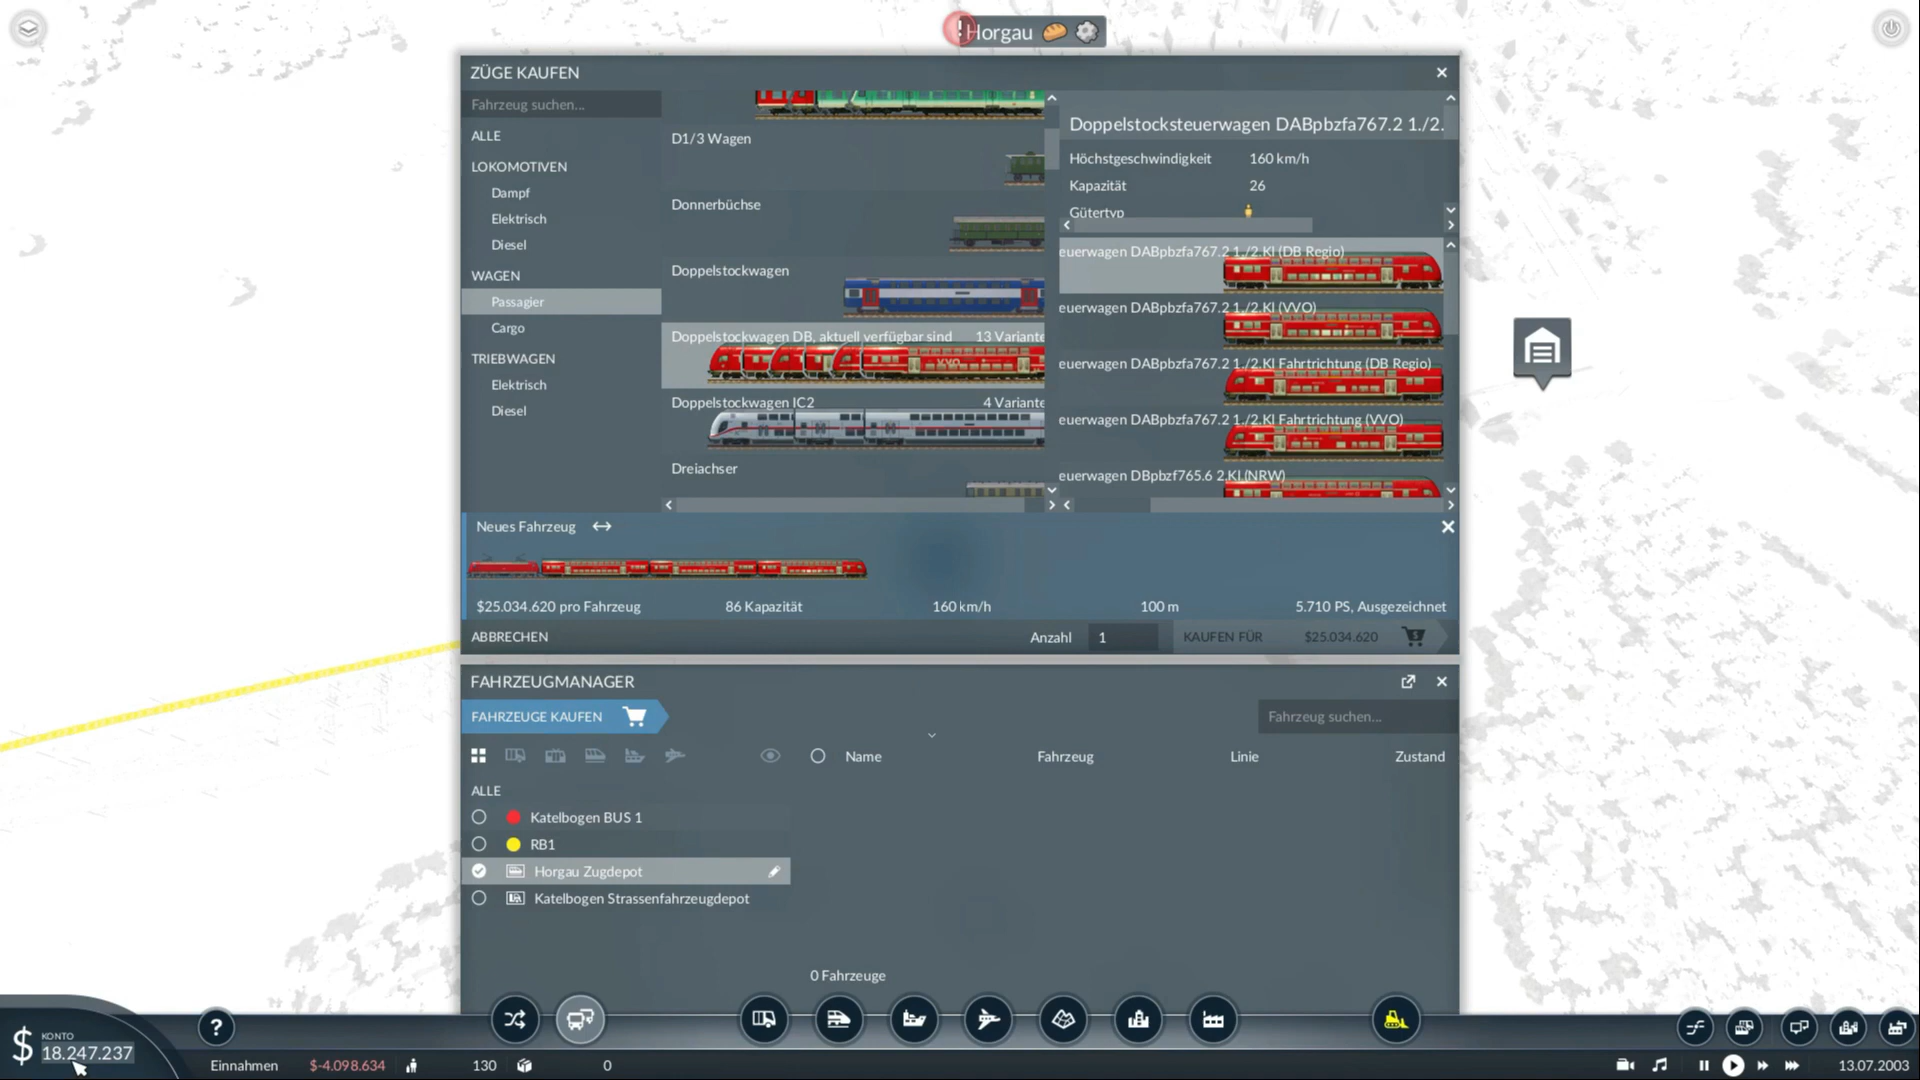 Horgau
ZÜGE KAUFEN
Fahrzeug suchen...
ALLE
LOKOMOTIVEN
Dampf
Elektrisch
Diesel
WAGEN
Passagier
Cargo
TRIEBWAGEN
Elektrisch
Diesel
D1/3 Wagen
Donnerbüchse
Doppelstockwagen
Doppelstockwagen DB, aktuell verfügbar sind 13 Variante
VVO
Doppelstockwagen IC2 4 Variante
Dreiachser
Doppelstocksteuerwagen DABpbzfa767.2 1./2.
Höchstgeschwindigkeit 160 km/h
Kapazität 26
Gütertyp
euerwagen DABpbzfa767.2 1./2.Kl (DB Regio)
euerwagen DABpbzfa767.2 1./2.Kl (VVO)
euerwagen DABpbzfa767.2 1./2.Kl Fahrtrichtung (DB Regio)
euerwagen DABpbzfa767.2 1./2.Kl Fahrtrichtung (VVO)
euerwagen DBpbzf765.6 2.Kl.(NRW)
Neues Fahrzeug
$25.034.620 pro Fahrzeug 86 Kapazität 160 km/h 100 m 5.710 PS, Ausgezeichnet
ABBRECHEN Anzahl 1 KAUFEN FÜR $25.034.620
FAHRZEUGMANAGER
FAHRZEUGE KAUFEN Fahrzeug suchen...
Name Fahrzeug Linie Zustand
ALLE
Katelbogen BUS 1
RB1
Horgau Zugdepot
Katelbogen Strassenfahrzeugdepot
0 Fahrzeuge
$ KONTO
18.247.237
?
Einnahmen $-4.098.634 130 0 13.07.2003